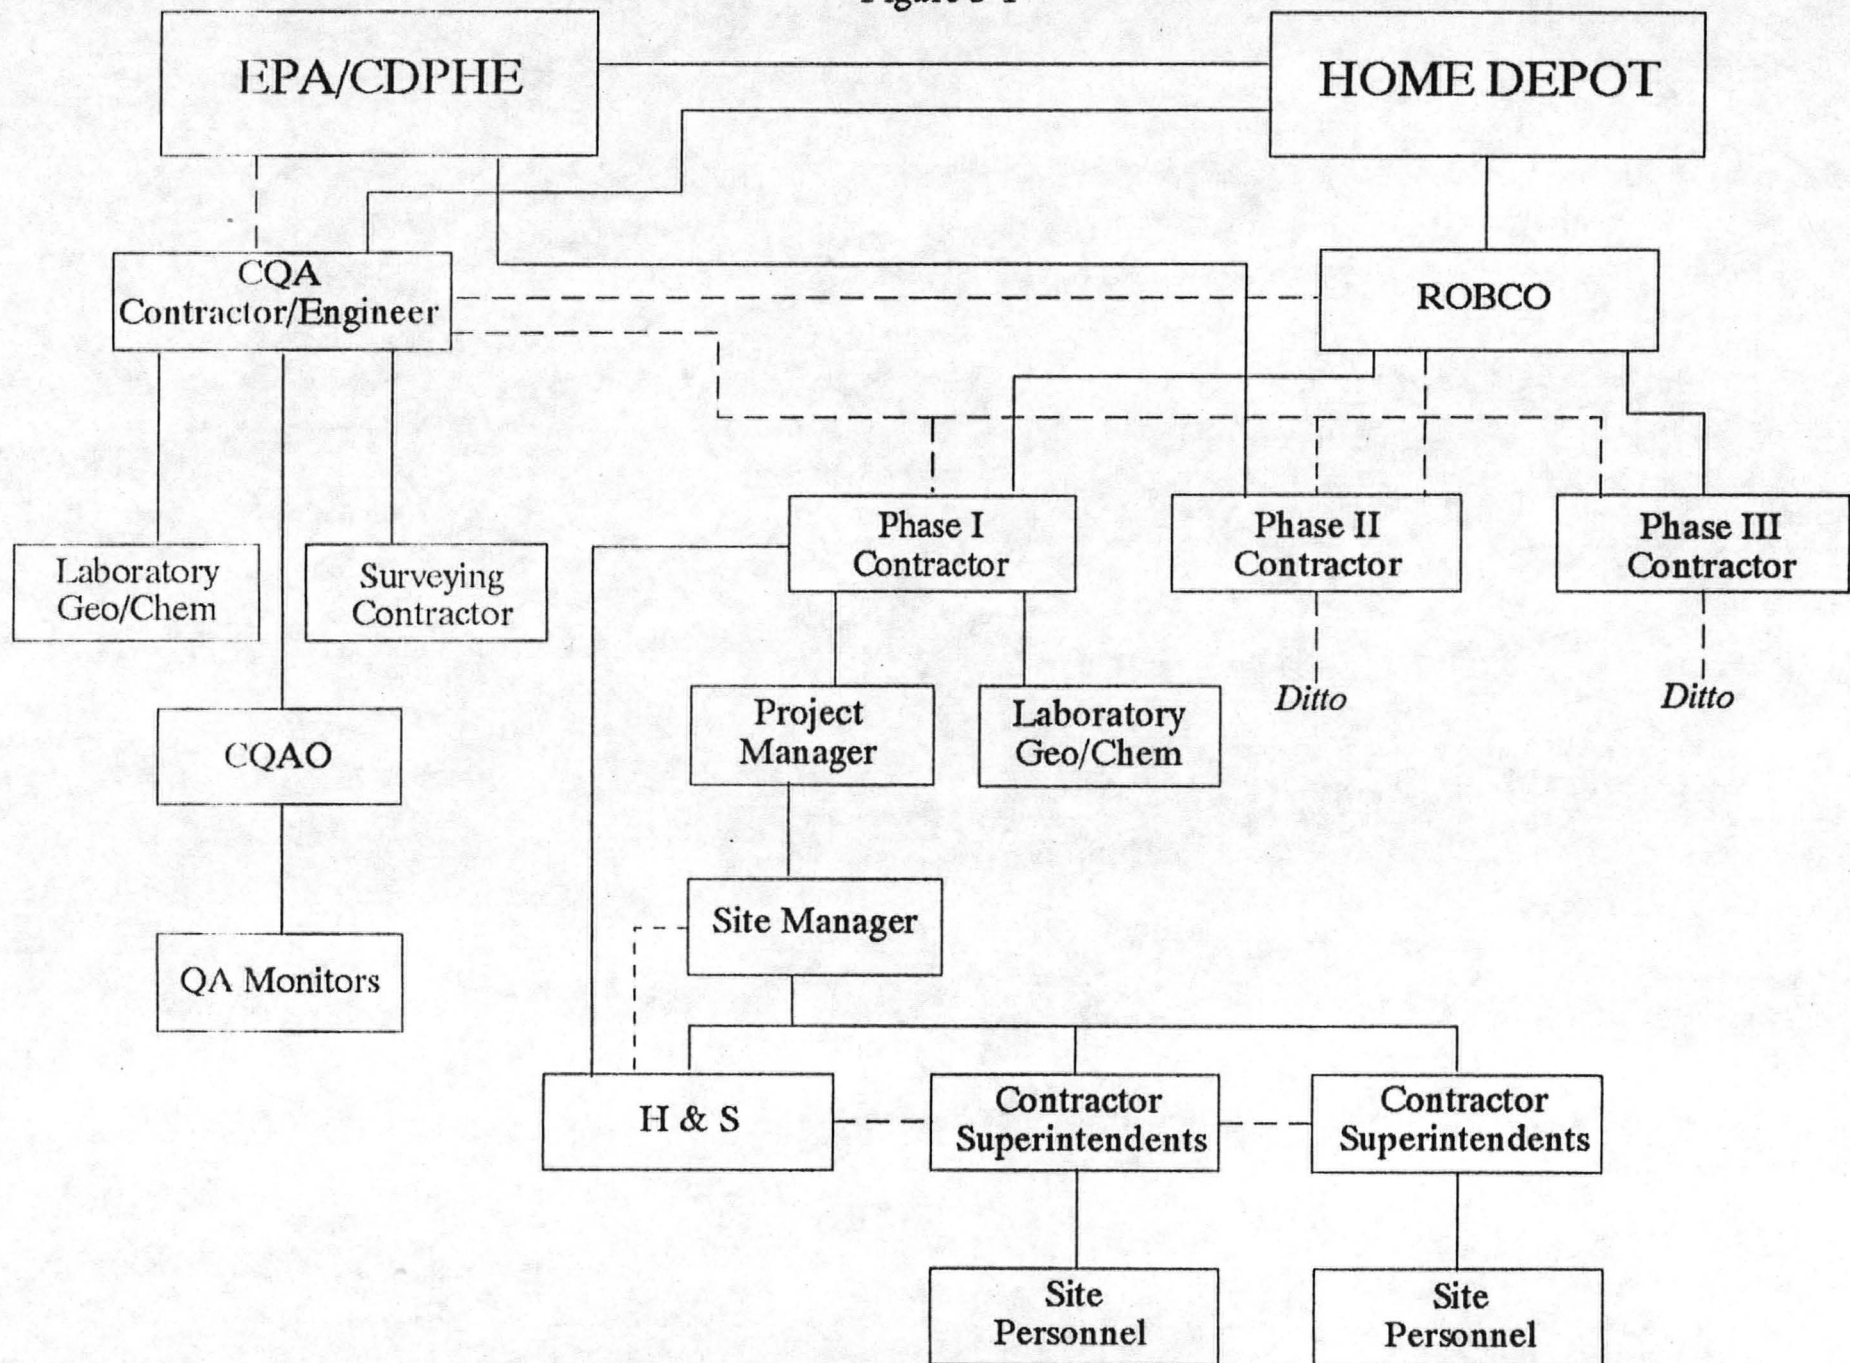 EPA/CDPHE
HOME DEPOT
CQA
Contractor/Engineer
ROBCO
Phase I
Contractor
Phase II
Contractor
Phase III
Contractor
Laboratory
Geo/Chem
Surveying
Contractor
Project
Manager
Laboratory
Geo/Chem
Ditto
Ditto
CQAO
Site Manager
QA Monitors
H & S
Contractor
Superintendents
Contractor
Superintendents
Site
Personnel
Site
Personnel